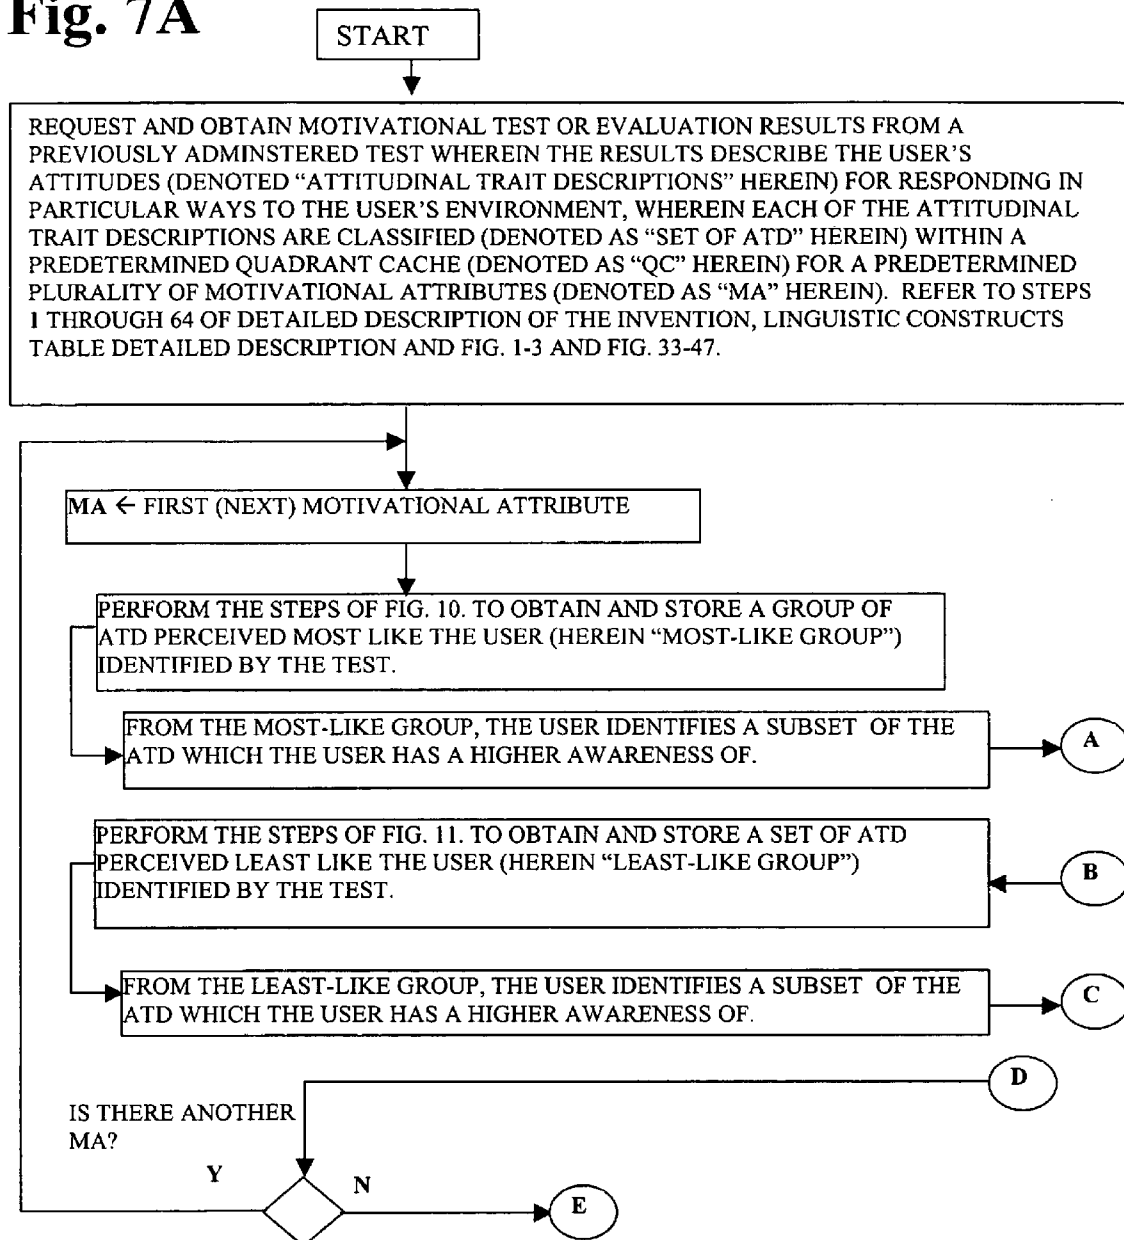 Fig. 7A
START
REQUEST AND OBTAIN MOTIVATIONAL TEST OR EVALUATION RESULTS FROM A
PREVIOUSLY ADMINSTERED TEST WHEREIN THE RESULTS DESCRIBE THE USER'S
ATTITUDES (DENOTED “ATTITUDINAL TRAIT DESCRIPTIONS” HEREIN) FOR RESPONDING IN
PARTICULAR WAYS TO THE USER'S ENVIRONMENT, WHEREIN EACH OF THE ATTITUDINAL
TRAIT DESCRIPTIONS ARE CLASSIFIED (DENOTED AS “SET OF ATD” HEREIN) WITHIN A
PREDETERMINED QUADRANT CACHE (DENOTED AS “QC” HEREIN) FOR A PREDETERMINED
PLURALITY OF MOTIVATIONAL ATTRIBUTES (DENOTED AS “MA” HEREIN). REFER TO STEPS
1 THROUGH 64 OF DETAILED DESCRIPTION OF THE INVENTION, LINGUISTIC CONSTRUCTS
TABLE DETAILED DESCRIPTION AND FIG. 1-3 AND FIG. 33-47.
MA ← FIRST (NEXT) MOTIVATIONAL ATTRIBUTE
PERFORM THE STEPS OF FIG. 10. TO OBTAIN AND STORE A GROUP OF
ATD PERCEIVED MOST LIKE THE USER (HEREIN “MOST-LIKE GROUP”)
IDENTIFIED BY THE TEST.
FROM THE MOST-LIKE GROUP, THE USER IDENTIFIES A SUBSET OF THE
ATD WHICH THE USER HAS A HIGHER AWARENESS OF.
A
PERFORM THE STEPS OF FIG. 11. TO OBTAIN AND STORE A SET OF ATD
PERCEIVED LEAST LIKE THE USER (HEREIN “LEAST-LIKE GROUP”)
IDENTIFIED BY THE TEST.
B
FROM THE LEAST-LIKE GROUP, THE USER IDENTIFIES A SUBSET OF THE
ATD WHICH THE USER HAS A HIGHER AWARENESS OF.
C
D
IS THERE ANOTHER
MA?
Y
N
E